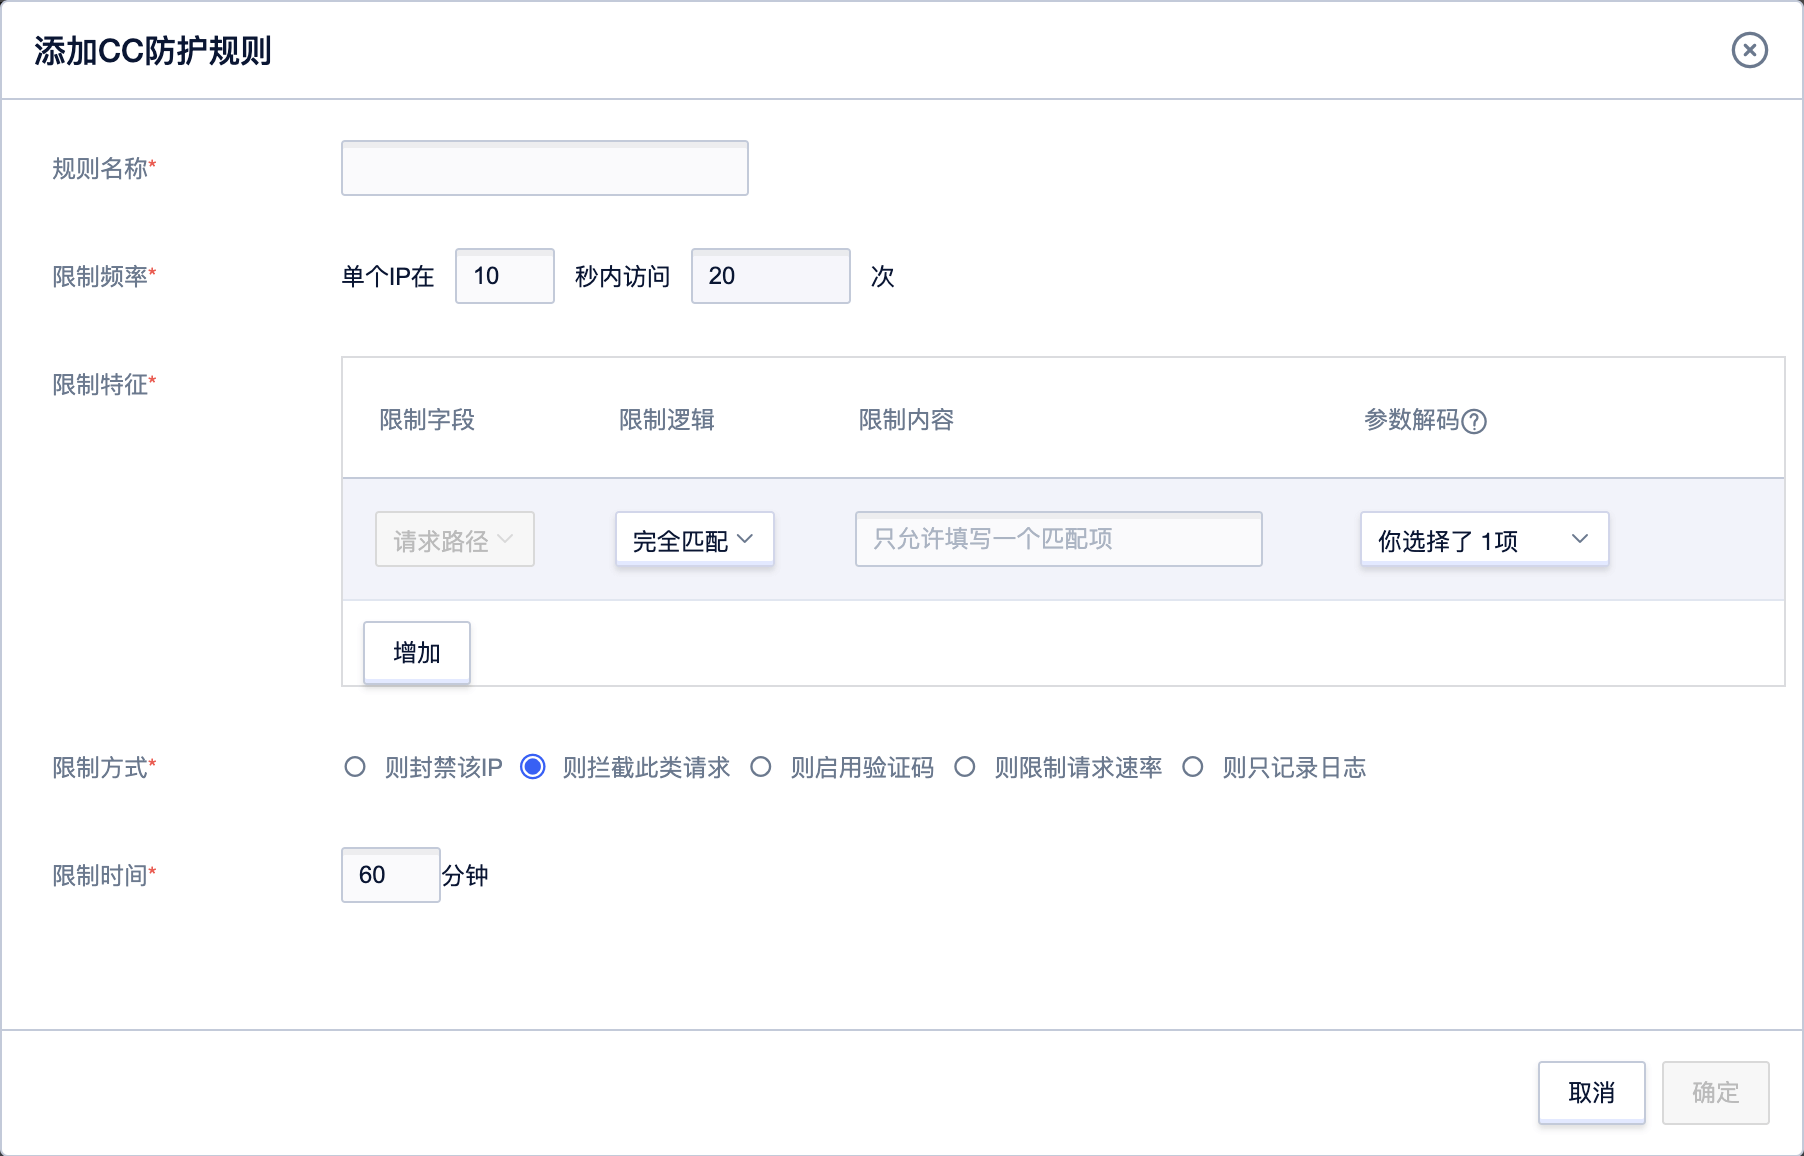 添加CC防护规则
规则名称*
限制频率* 单个IP在 10 秒内访问 20 次
限制特征*
限制字段 限制逻辑 限制内容 参数解码?
请求路径 完全匹配 只允许填写一个匹配项 你选择了 1项
增加
限制方式* 则封禁该IP 则拦截此类请求 则启用验证码 则限制请求速率 则只记录日志
限制时间* 60 分钟
取消 确定